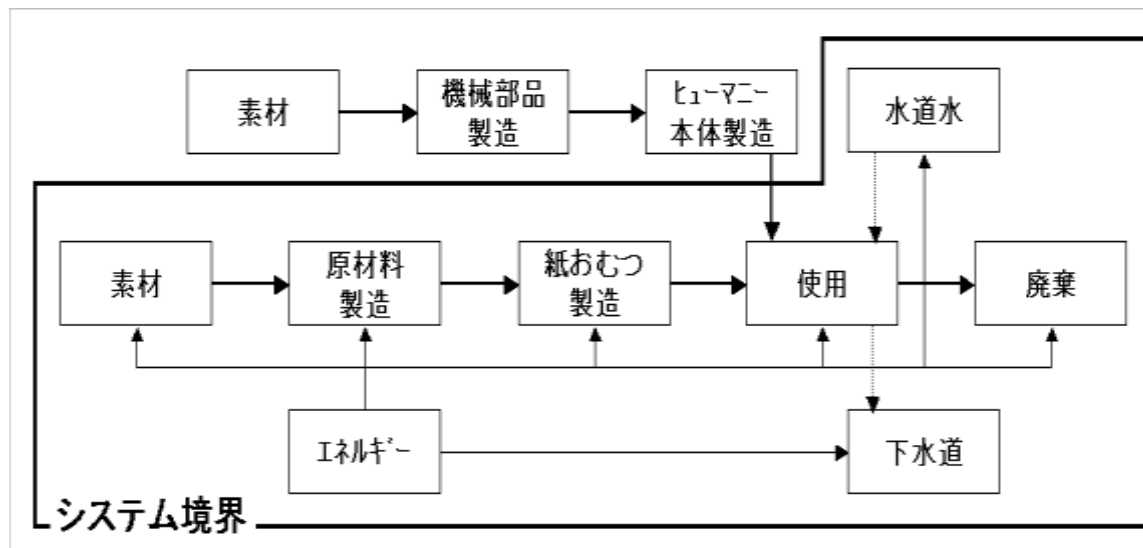 素材
機械部品
製造
ﾋｭｰﾏﾆｰ
本体製造
水道水
素材
原材料
製造
紙おむつ
製造
使用
廃棄
ｴﾈﾙｷﾞｰ
下水道
システム境界